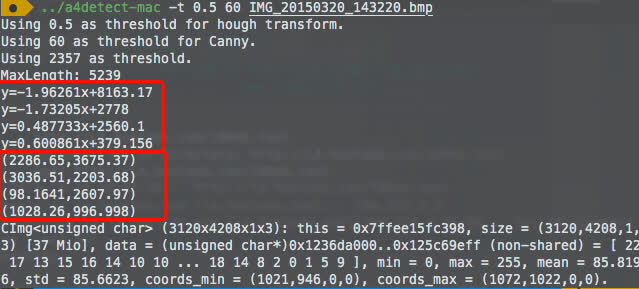 ../a4detect-mac -t 0.5 60 IMG_20150320_143220.bmp
Using 0.5 as threshold for hough transform.
Using 60 as threshold for Canny.
Using 2357 as threshold.
MaxLength: 5239
y=-1.96261x+8163.17
y=-1.73205x+2778
y=0.487733x+2560.1
y=0.600861x+379.156
(2286.65,3675.37)
(3036.51,2203.68)
(98.1641,2607.97)
(1028.26,996.998)
CImg<unsigned char> (3120x4208x1x3): this = 0x7ffee15fc398, size = (3120,4208,1,
3) [37 Mio], data = (unsigned char*)0x1236da000..0x125c69eff (non-shared) = [ 22
17 13 15 16 14 10 10 ... 18 14 8 2 0 1 5 9 ], min = 0, max = 255, mean = 85.819
6, std = 85.6623, coords_min = (1021,946,0,0), coords_max = (1072,1022,0,0).